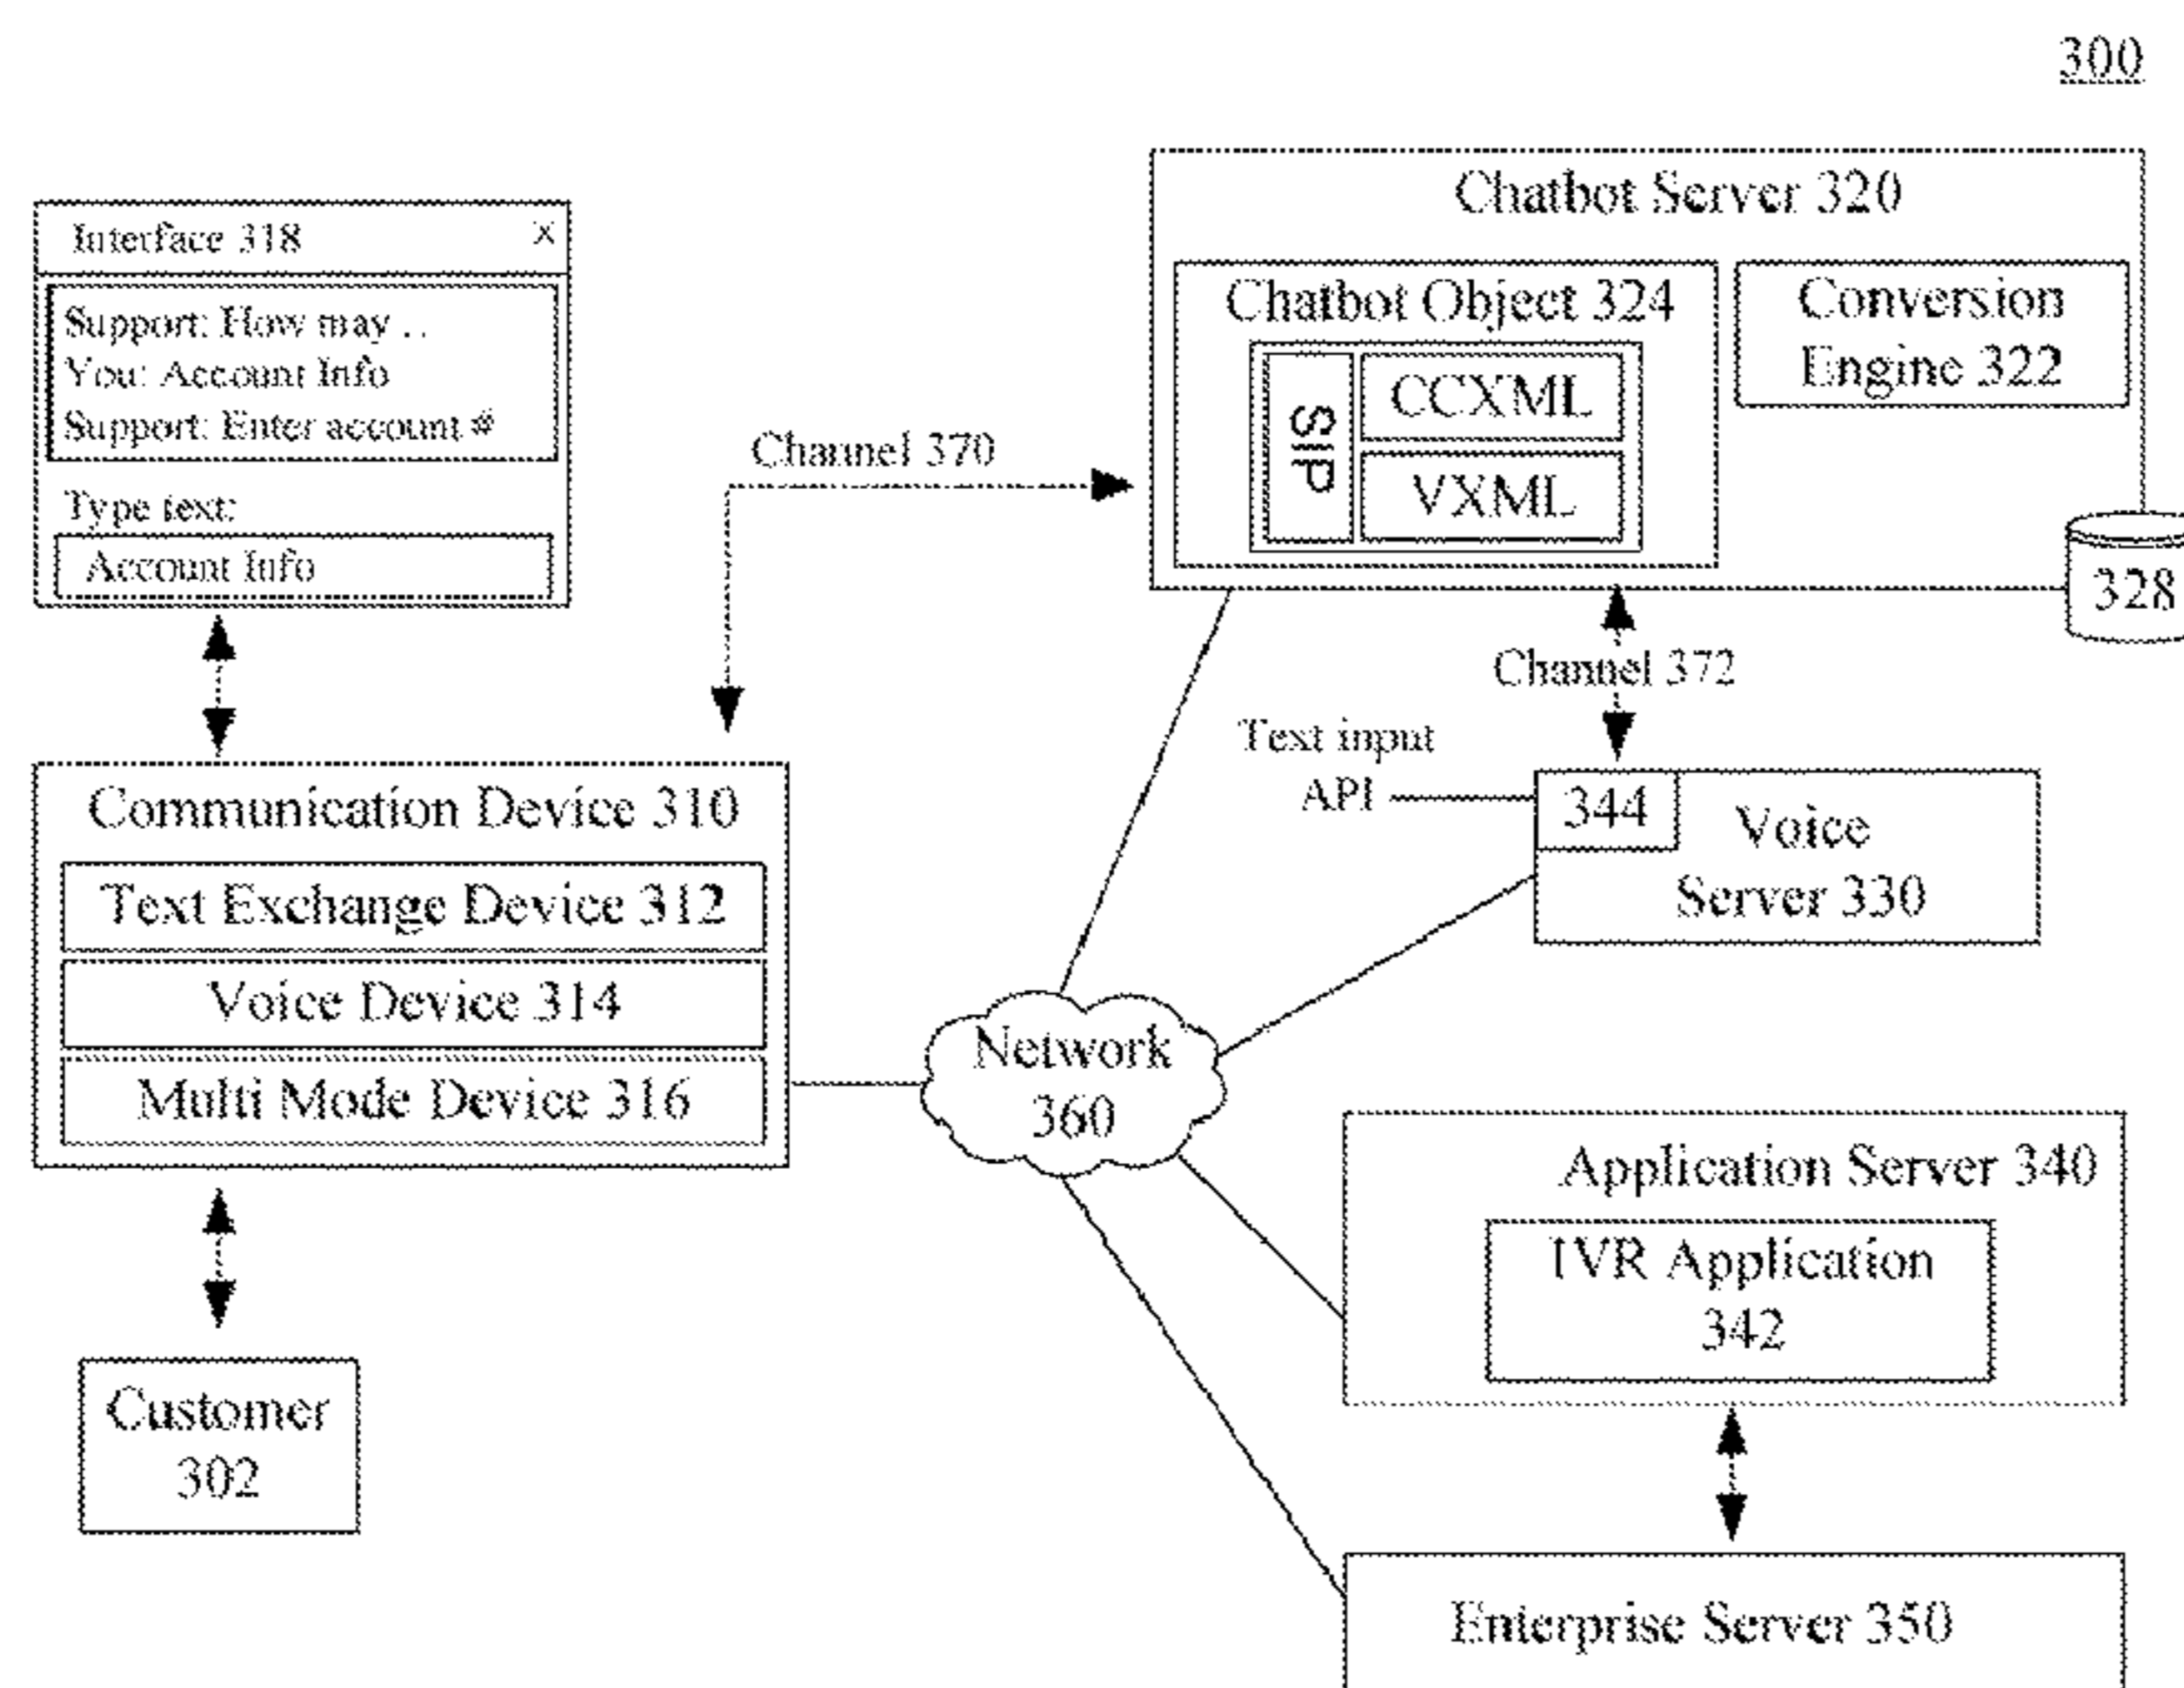 300
Interface 318 X
Support: How may ..
You: Account Info
Support: Enter account #
Type text:
Account Info
Channel 370
Chatbot Server 320
Chatbot Object 324
SIP
CCXML
VXML
Conversion
Engine 322
328
Channel 372
Text input
API
344
Voice
Server 330
Communication Device 310
Text Exchange Device 312
Voice Device 314
Multi Mode Device 316
Network
360
Application Server 340
IVR Application
342
Customer
302
Enterprise Server 350